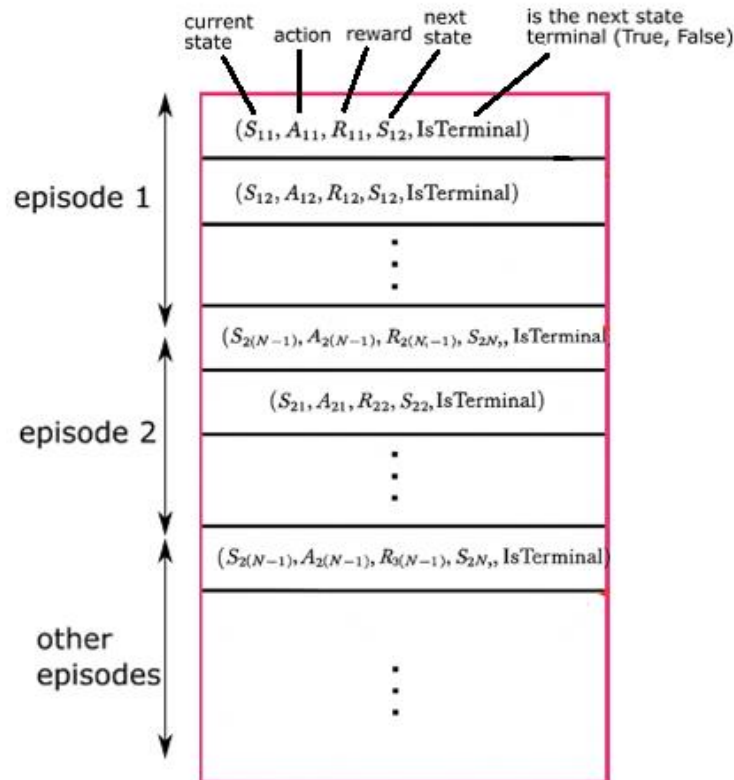 current state
action
reward
next state
is the next state terminal (True, False)
(S₁₁, A₁₁, R₁₁, S₁₂, IsTerminal)
episode 1
(S₁₂, A₁₂, R₁₂, S₁₂, IsTerminal)
(S₂₍N₋₁₎, A₂₍N₋₁₎, R₂₍N,₋₁₎, S₂N,, IsTerminal
episode 2
(S₂₁, A₂₁, R₂₂, S₂₂, IsTerminal)
(S₂₍N₋₁₎, A₂₍N₋₁₎, R₃₍N₋₁₎, S₂N,, IsTerminal)
other
episodes